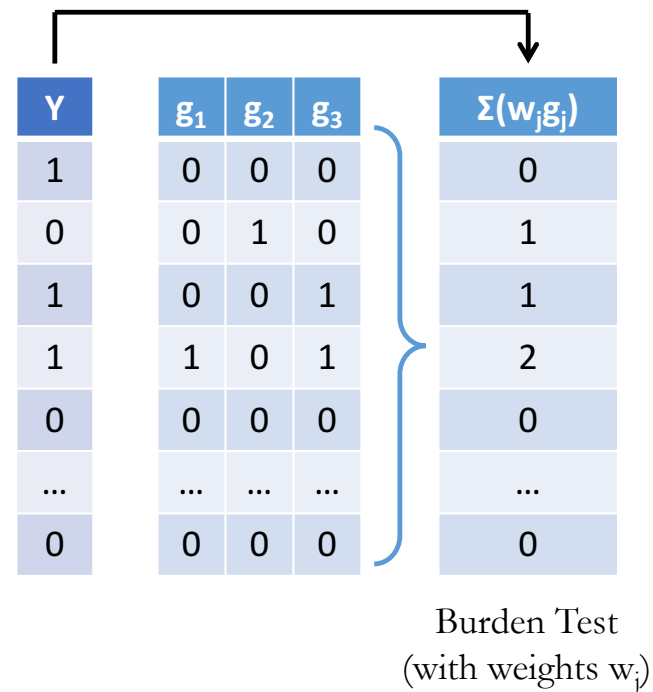 Y g₁ g₂ g₃ Σ(wⱼgⱼ)
1 0 0 0 0
0 0 1 0 1
1 0 0 1 1
1 1 0 1 2
0 0 0 0 0
... ... ... ... ...
0 0 0 0 0
Burden Test
(with weights wⱼ)